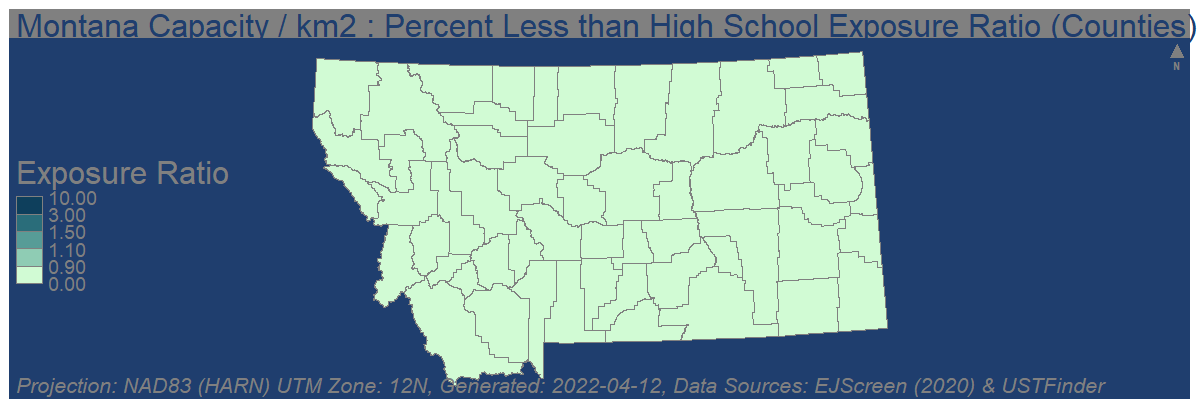 Montana Capacity / km2 : Percent Less than High School Exposure Ratio (Counties)
N
Exposure Ratio
10.00
3.00
1.50
1.10
0.90
0.00
Projection: NAD83 (HARN) UTM Zone: 12N, Generated: 2022-04-12, Data Sources: EJScreen (2020) & USTFinder